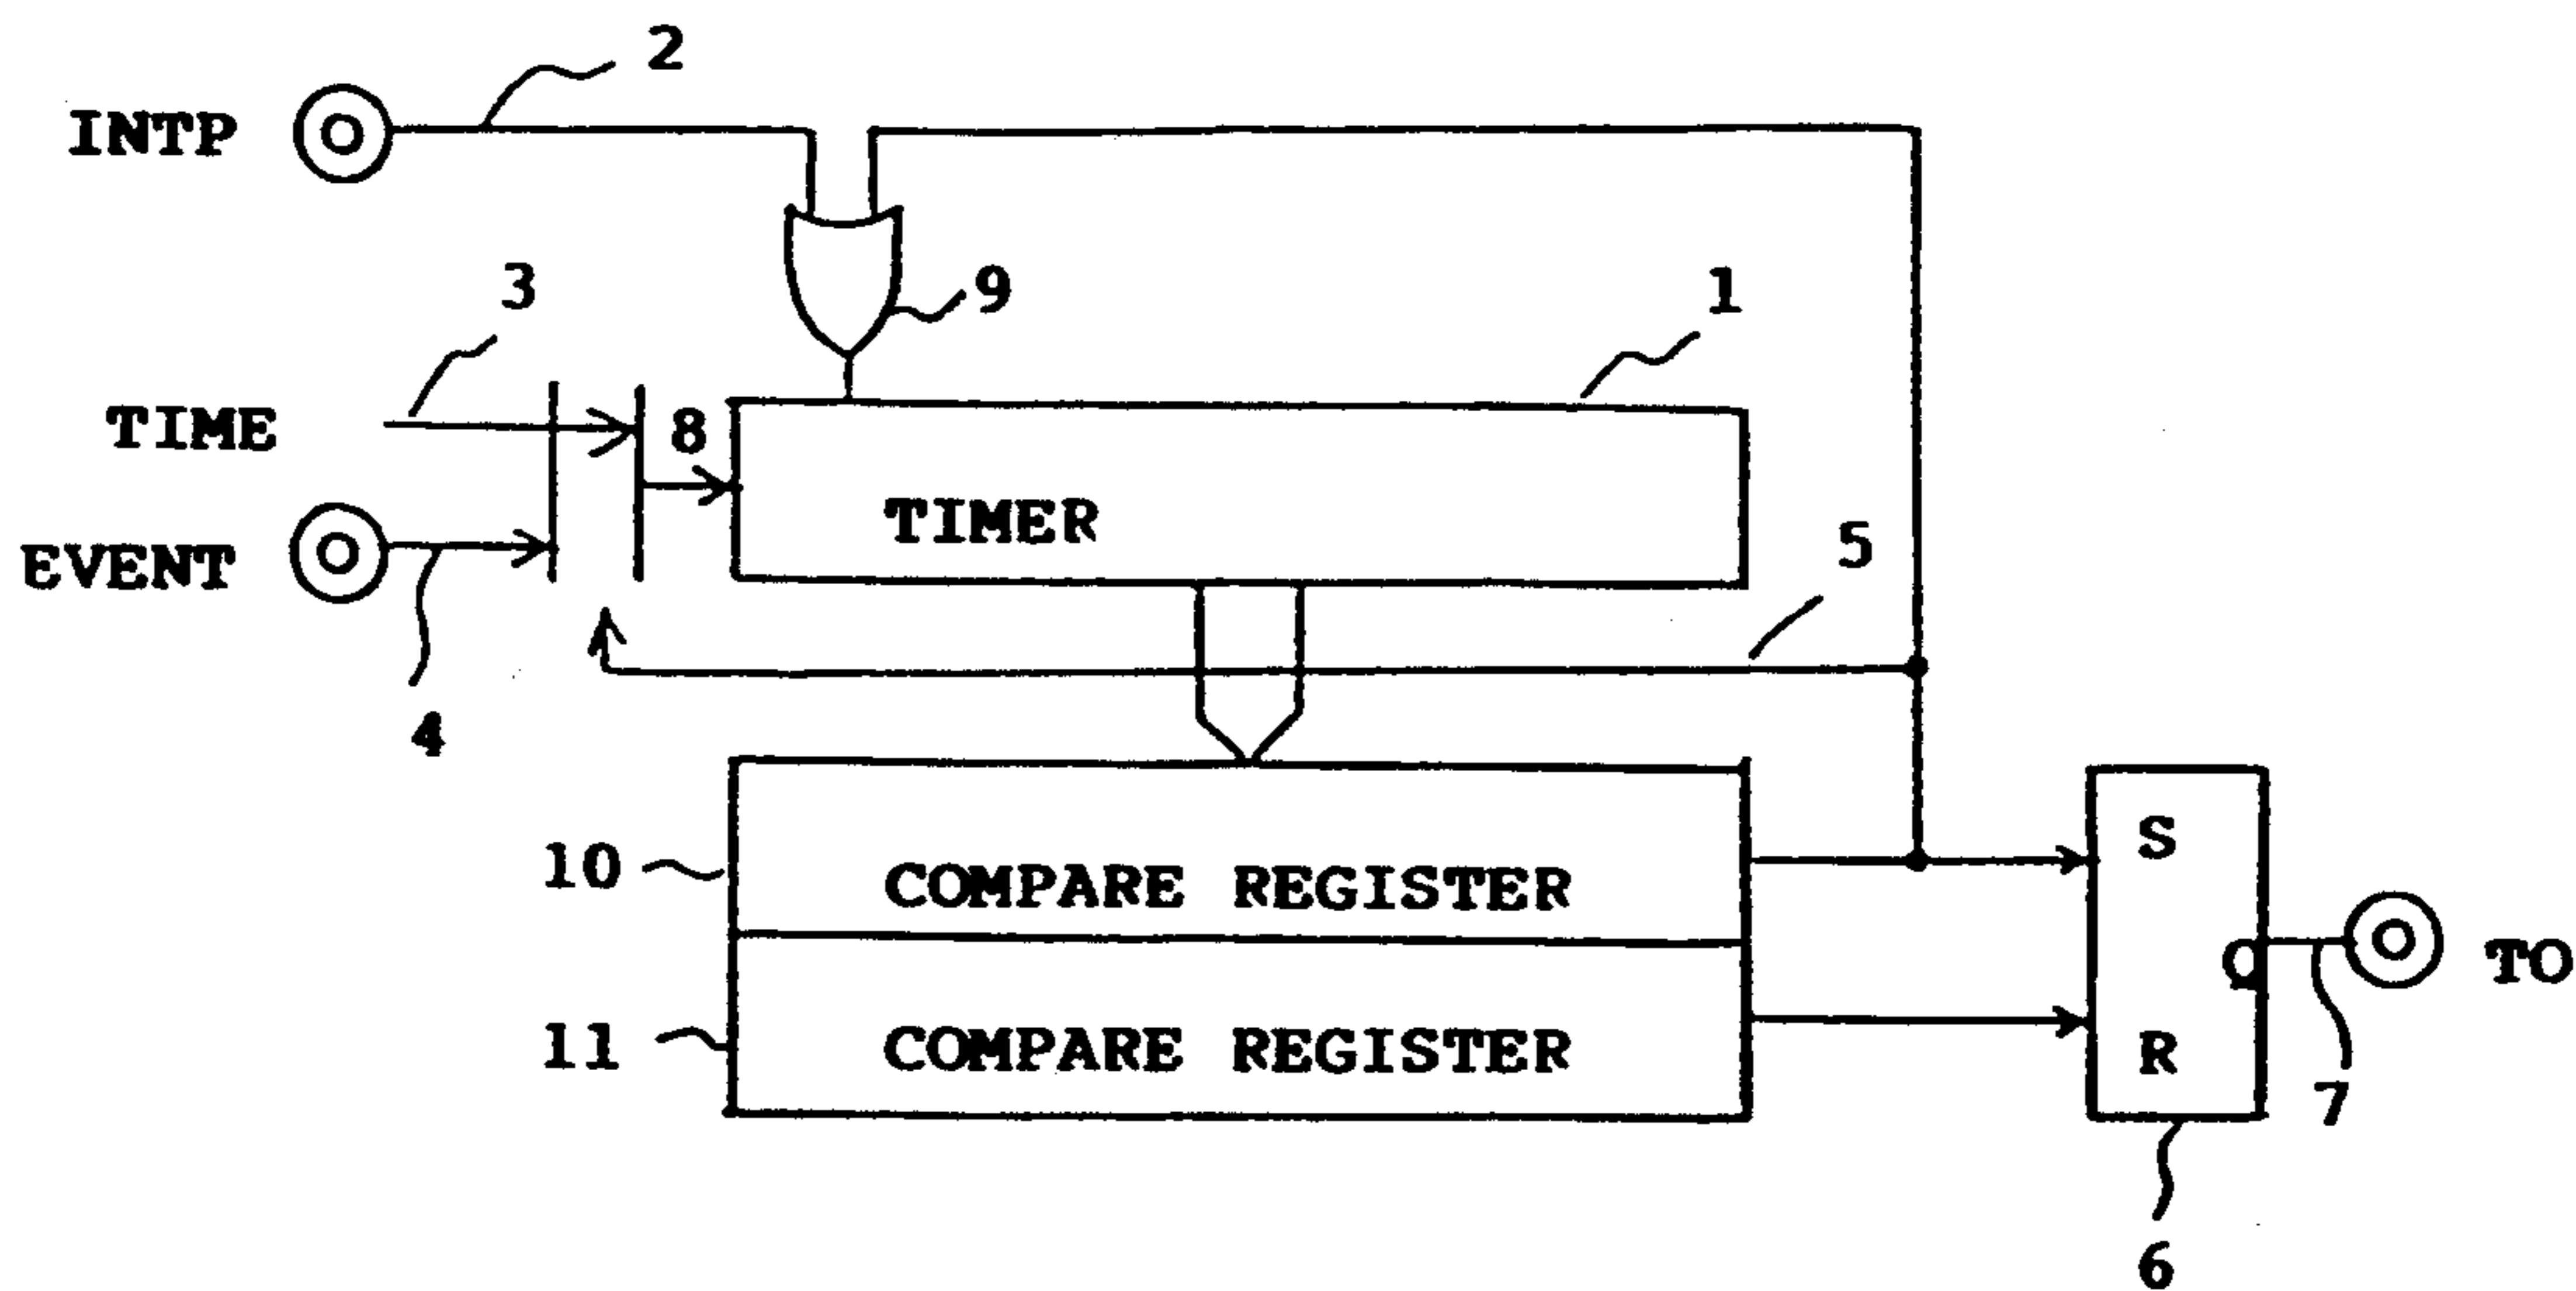 2
INTP
9
1
3
TIME
8
TIMER
5
EVENT
4
10
COMPARE REGISTER
S
Q
TO
11
COMPARE REGISTER
R
7
6